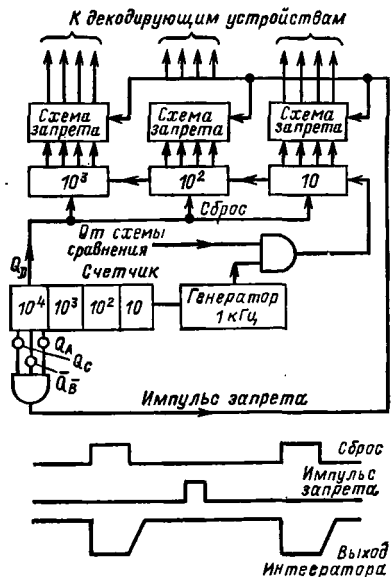 К декодирующим устройствам
Схема запрета
Схема запрета
Схема запрета
10³
10²
10
Сброс
От схемы сравнения
Q_D
Счетчик
10⁴
10³
10²
10
Генератор 1 кГц
Q_A
Q_C
Q̄_B̄
Импульс запрета
Сброс
Импульс запрета
Выход
Интегратора